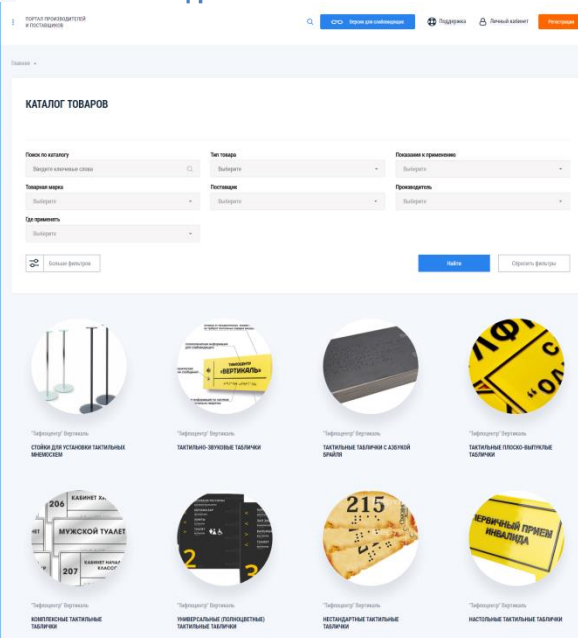 ПОРТАЛ ПРОИЗВОДИТЕЛЕЙ
И ПОСТАВЩИКОВ
Версия для слабовидящих
Поддержка
Личный кабинет
Регистрация
Главная
КАТАЛОГ ТОВАРОВ
Поиск по каталогу
Тип товара
Показания к применению
Введите ключевые слова
Выберите
Выберите
Товарная марка
Поставщик
Производитель
Выберите
Выберите
Выберите
Где применять
Выберите
Больше фильтров
Найти
Сбросить фильтры
ТИФЛОЦЕНТР
«ВЕРТИКАЛЬ»
"Тифлоцентр" Вертикаль
"Тифлоцентр" Вертикаль
"Тифлоцентр" Вертикаль
"Тифлоцентр" Вертикаль
СТОЙКИ ДЛЯ УСТАНОВКИ ТАКТИЛЬНЫХ
МНЕМОСХЕМ
ТАКТИЛЬНО-ЗВУКОВЫЕ ТАБЛИЧКИ
ТАКТИЛЬНЫЕ ТАБЛИЧКИ С АЗБУКОЙ
БРАЙЛЯ
ТАКТИЛЬНЫЕ ПЛОСКО-ВЫПУКЛЫЕ
ТАБЛИЧКИ
206
КАБИНЕТ
МУЖСКОЙ ТУАЛЕТ
207
КАБИНЕТ НАЧАЛ
КЛАССО
2
3
215
ПЕРВИЧНЫЙ ПРИЕМ
ИНВАЛИДА
"Тифлоцентр" Вертикаль
"Тифлоцентр" Вертикаль
"Тифлоцентр" Вертикаль
"Тифлоцентр" Вертикаль
КОМПЛЕКСНЫЕ ТАКТИЛЬНЫЕ
ТАБЛИЧКИ
УНИВЕРСАЛЬНЫЕ (ПОЛНОЦВЕТНЫЕ)
ТАКТИЛЬНЫЕ ТАБЛИЧКИ
НЕСТАНДАРТНЫЕ ТАКТИЛЬНЫЕ
ТАБЛИЧКИ
НАСТОЛЬНЫЕ ТАКТИЛЬНЫЕ ТАБЛИЧКИ